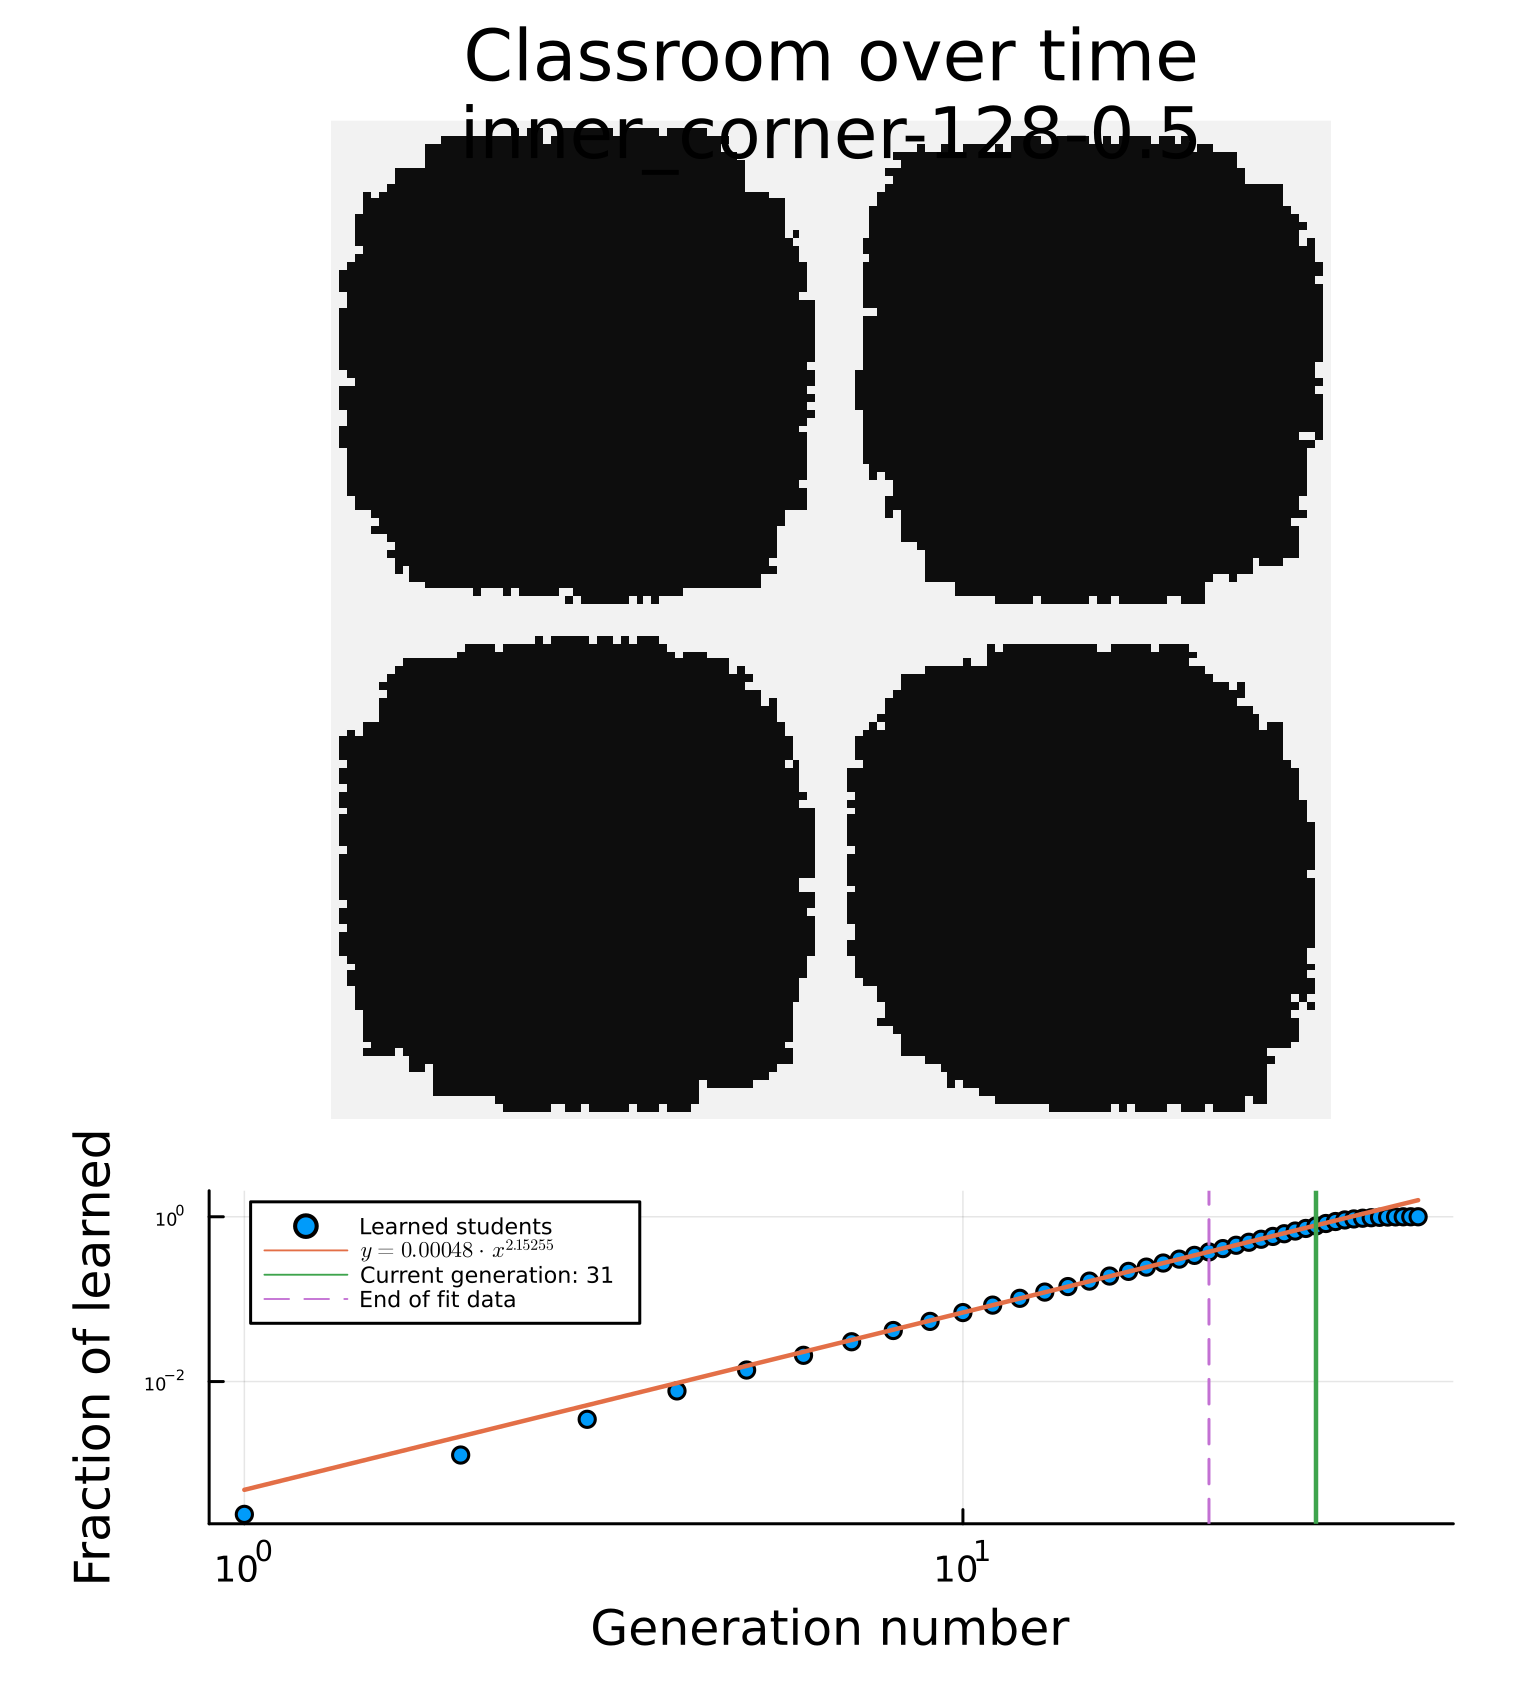 Classroom over time
inner_corner-128-0.5
Fraction of learned
10^0
10^−2
Learned students
y = 0.00048 · x^2.15255
Current generation: 31
End of fit data
10^0
10^1
Generation number